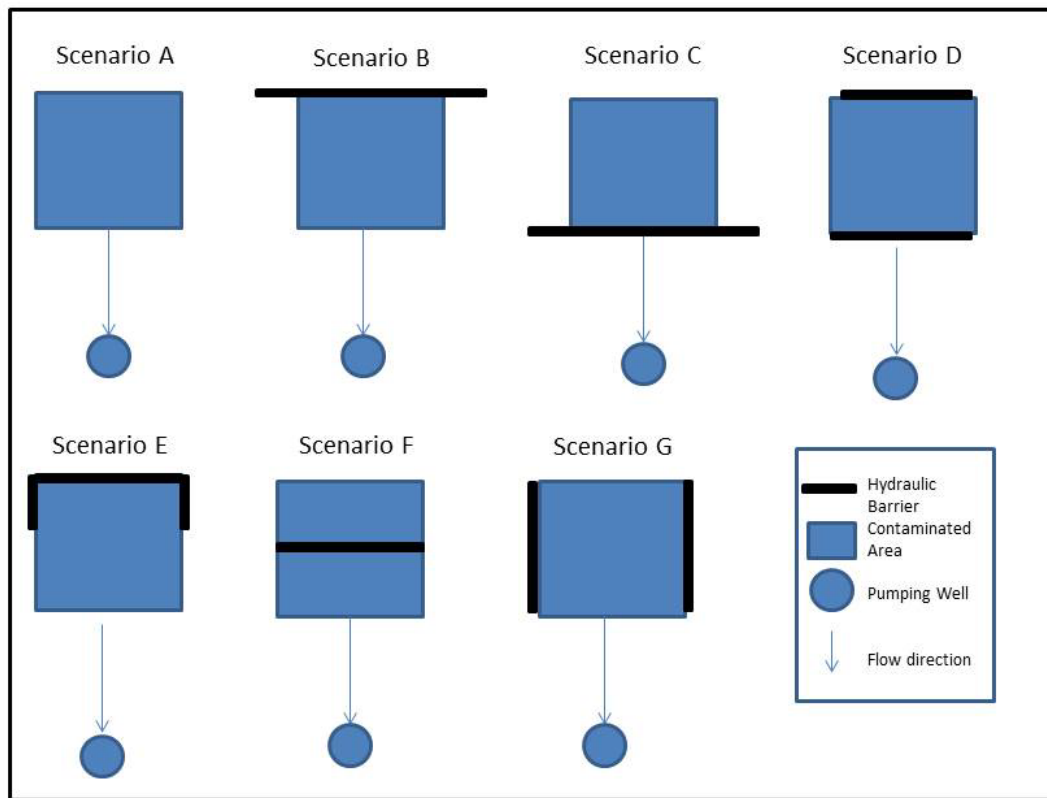 Scenario A
Scenario B
Scenario C
Scenario D
Scenario E
Scenario F
Scenario G
Hydraulic
Barrier
Contaminated
Area
Pumping Well
Flow direction